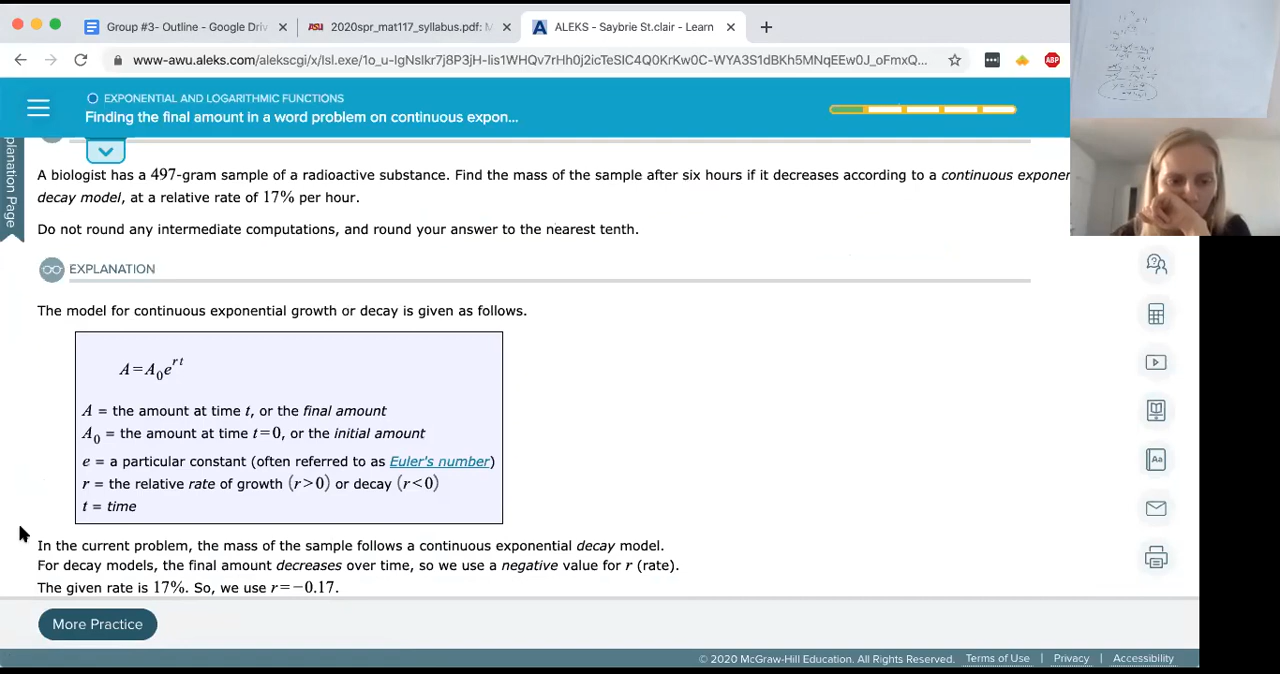 Group #3- Outline - Google Driv
2020spr_mat117_syllabus.pdf: M
ALEKS - Saybrie St.clair - Learn
www-awu.aleks.com/alekscgi/x/lsl.exe/1o_u-IgNsIkr7j8P3jH-lis1WHQv7rHh0j2icTeSlC4Q0KrKw0C-WYA3S1dBKh5MNqEEw0J_oFmxQ...
ABP
EXPONENTIAL AND LOGARITHMIC FUNCTIONS
Finding the final amount in a word problem on continuous expon...
planation Page
A biologist has a 497-gram sample of a radioactive substance. Find the mass of the sample after six hours if it decreases according to a continuous exponen
decay model, at a relative rate of 17% per hour.
Do not round any intermediate computations, and round your answer to the nearest tenth.
EXPLANATION
The model for continuous exponential growth or decay is given as follows.
A=A₀e^{rt}
A = the amount at time t, or the final amount
A₀ = the amount at time t=0, or the initial amount
e = a particular constant (often referred to as Euler's number)
r = the relative rate of growth (r>0) or decay (r<0)
t = time
In the current problem, the mass of the sample follows a continuous exponential decay model.
For decay models, the final amount decreases over time, so we use a negative value for r (rate).
The given rate is 17%. So, we use r=−0.17.
More Practice
© 2020 McGraw-Hill Education. All Rights Reserved. Terms of Use | Privacy | Accessibility